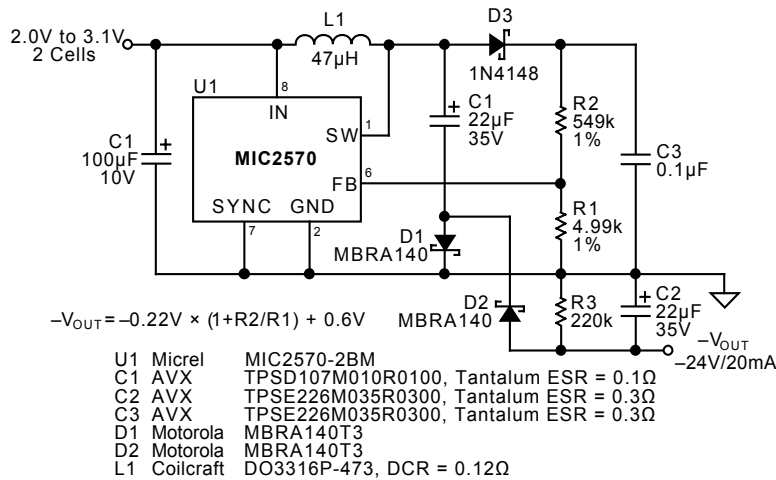 2.0V to 3.1V
2 Cells
L1
47µH
D3
1N4148
U1
8
IN
SW
1
MIC2570
FB
6
SYNC
GND
7
2
C1
100µF
10V
C1
22µF
35V
R2
549k
1%
C3
0.1µF
R1
4.99k
1%
D1
MBRA140
D2
MBRA140
R3
220k
C2
22µF
35V
–VOUT
–24V/20mA
–VOUT = –0.22V × (1+R2/R1) + 0.6V
U1 Micrel MIC2570-2BM
C1 AVX TPSD107M010R0100, Tantalum ESR = 0.1Ω
C2 AVX TPSE226M035R0300, Tantalum ESR = 0.3Ω
C3 AVX TPSE226M035R0300, Tantalum ESR = 0.3Ω
D1 Motorola MBRA140T3
D2 Motorola MBRA140T3
L1 Coilcraft DO3316P-473, DCR = 0.12Ω